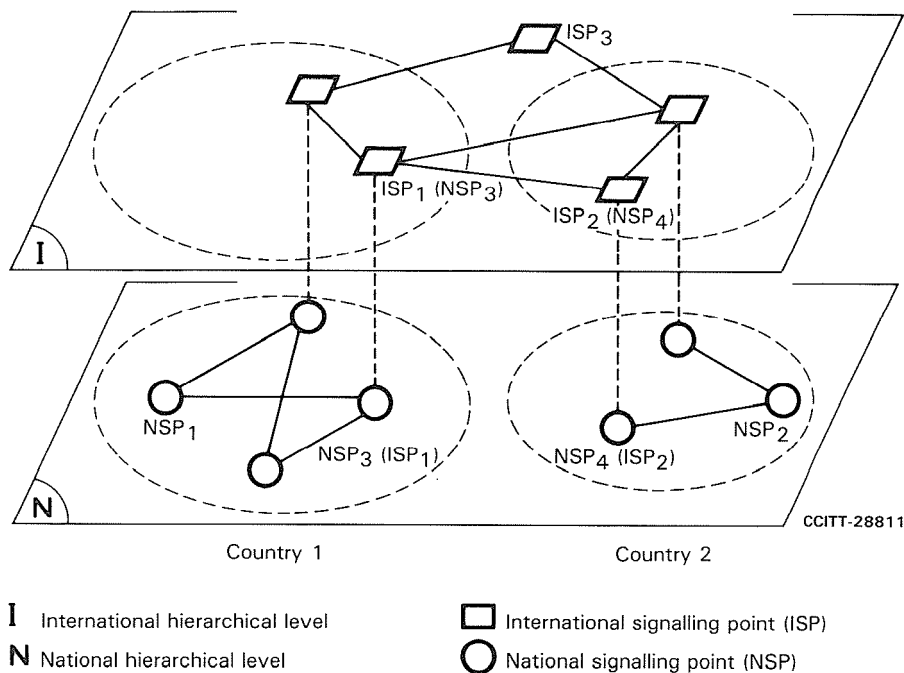 ISP3
ISP1 (NSP3)
ISP2 (NSP4)
I
NSP1
NSP3 (ISP1)
NSP4 (ISP2)
NSP2
N
CCITT-28811
Country 1
Country 2
I International hierarchical level
International signalling point (ISP)
N National hierarchical level
National signalling point (NSP)